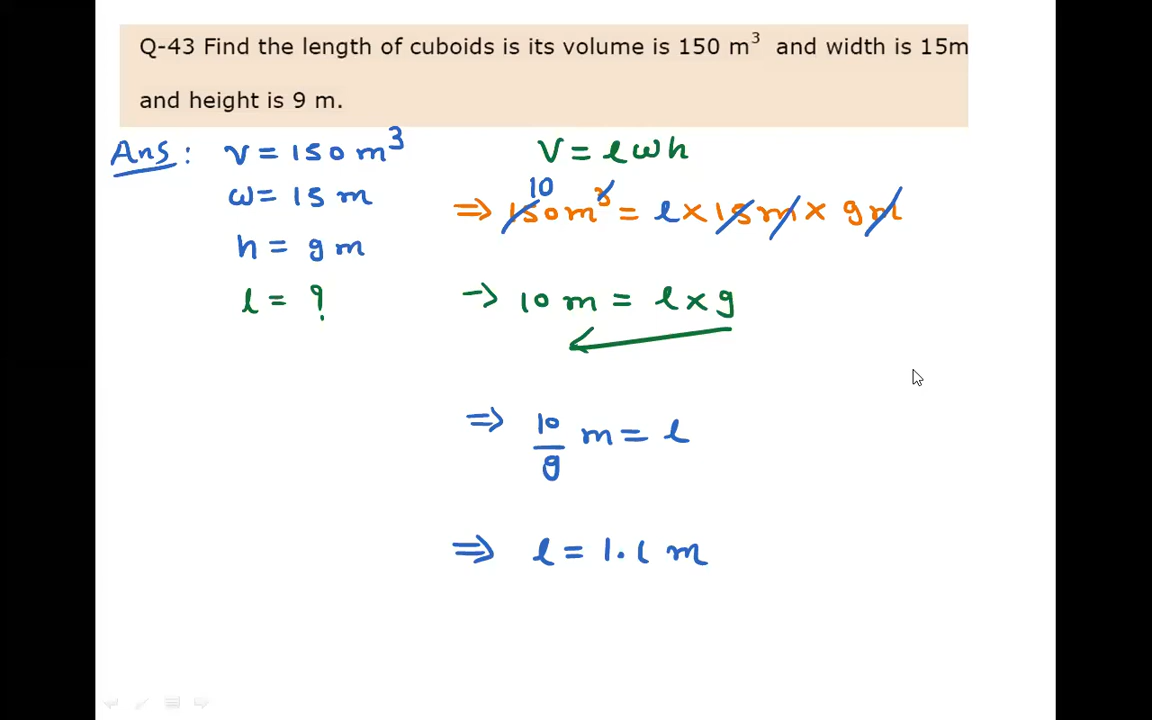 Q-43 Find the length of cuboids is its volume is 150 m³ and width is 15m
and height is 9 m.
Ans : v = 150 m³
w = 15 m
h = 9 m
l = ?
V = l w h
10
⇒ 150 m³ = l × 15 m × 9 m
→ 10 m = l × 9
⇒ 10/9 m = l
⇒ l = 1.1 m